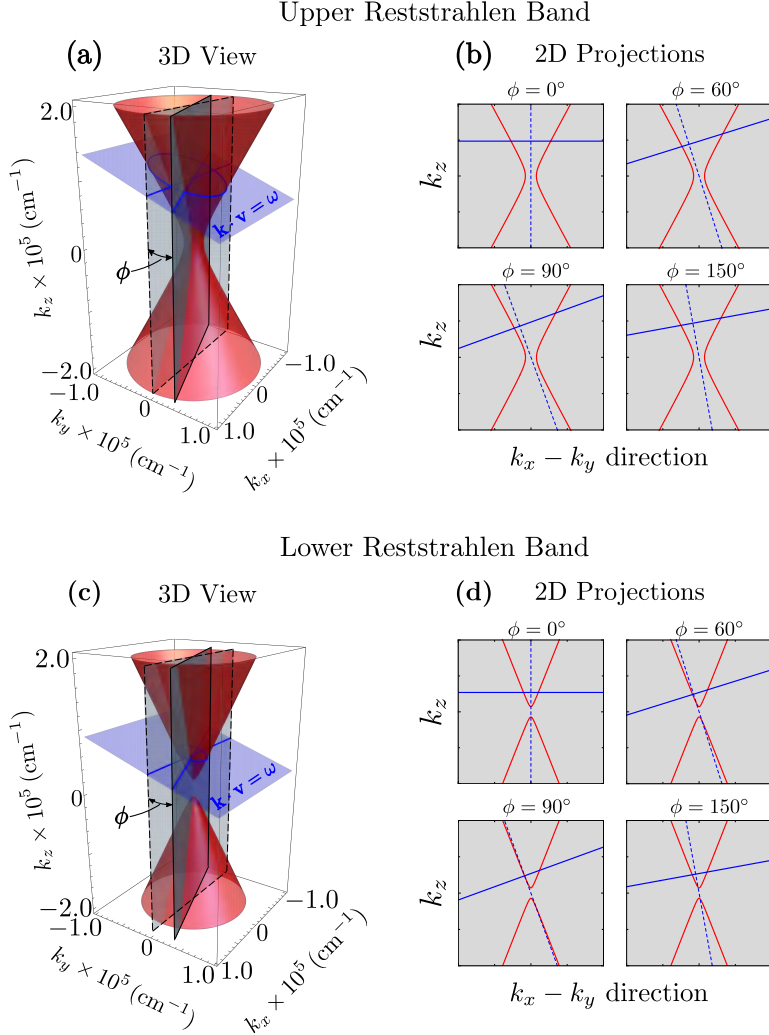 Upper Reststrahlen Band
(a) 3D View
2.0
0
−2.0
k_z × 10^5 (cm^{−1})
k · v = ω
ϕ
−1.0
0
1.0
k_y × 10^5 (cm^{−1})
−1.0
0
1.0
k_x × 10^5 (cm^{−1})
(b) 2D Projections
ϕ = 0°
ϕ = 60°
k_z
ϕ = 90°
ϕ = 150°
k_z
k_x − k_y direction
Lower Reststrahlen Band
(c) 3D View
2.0
0
−2.0
k_z × 10^5 (cm^{−1})
k · v = ω
ϕ
−1.0
0
1.0
k_y × 10^5 (cm^{−1})
−1.0
0
1.0
k_x × 10^5 (cm^{−1})
(d) 2D Projections
ϕ = 0°
ϕ = 60°
k_z
ϕ = 90°
ϕ = 150°
k_z
k_x − k_y direction